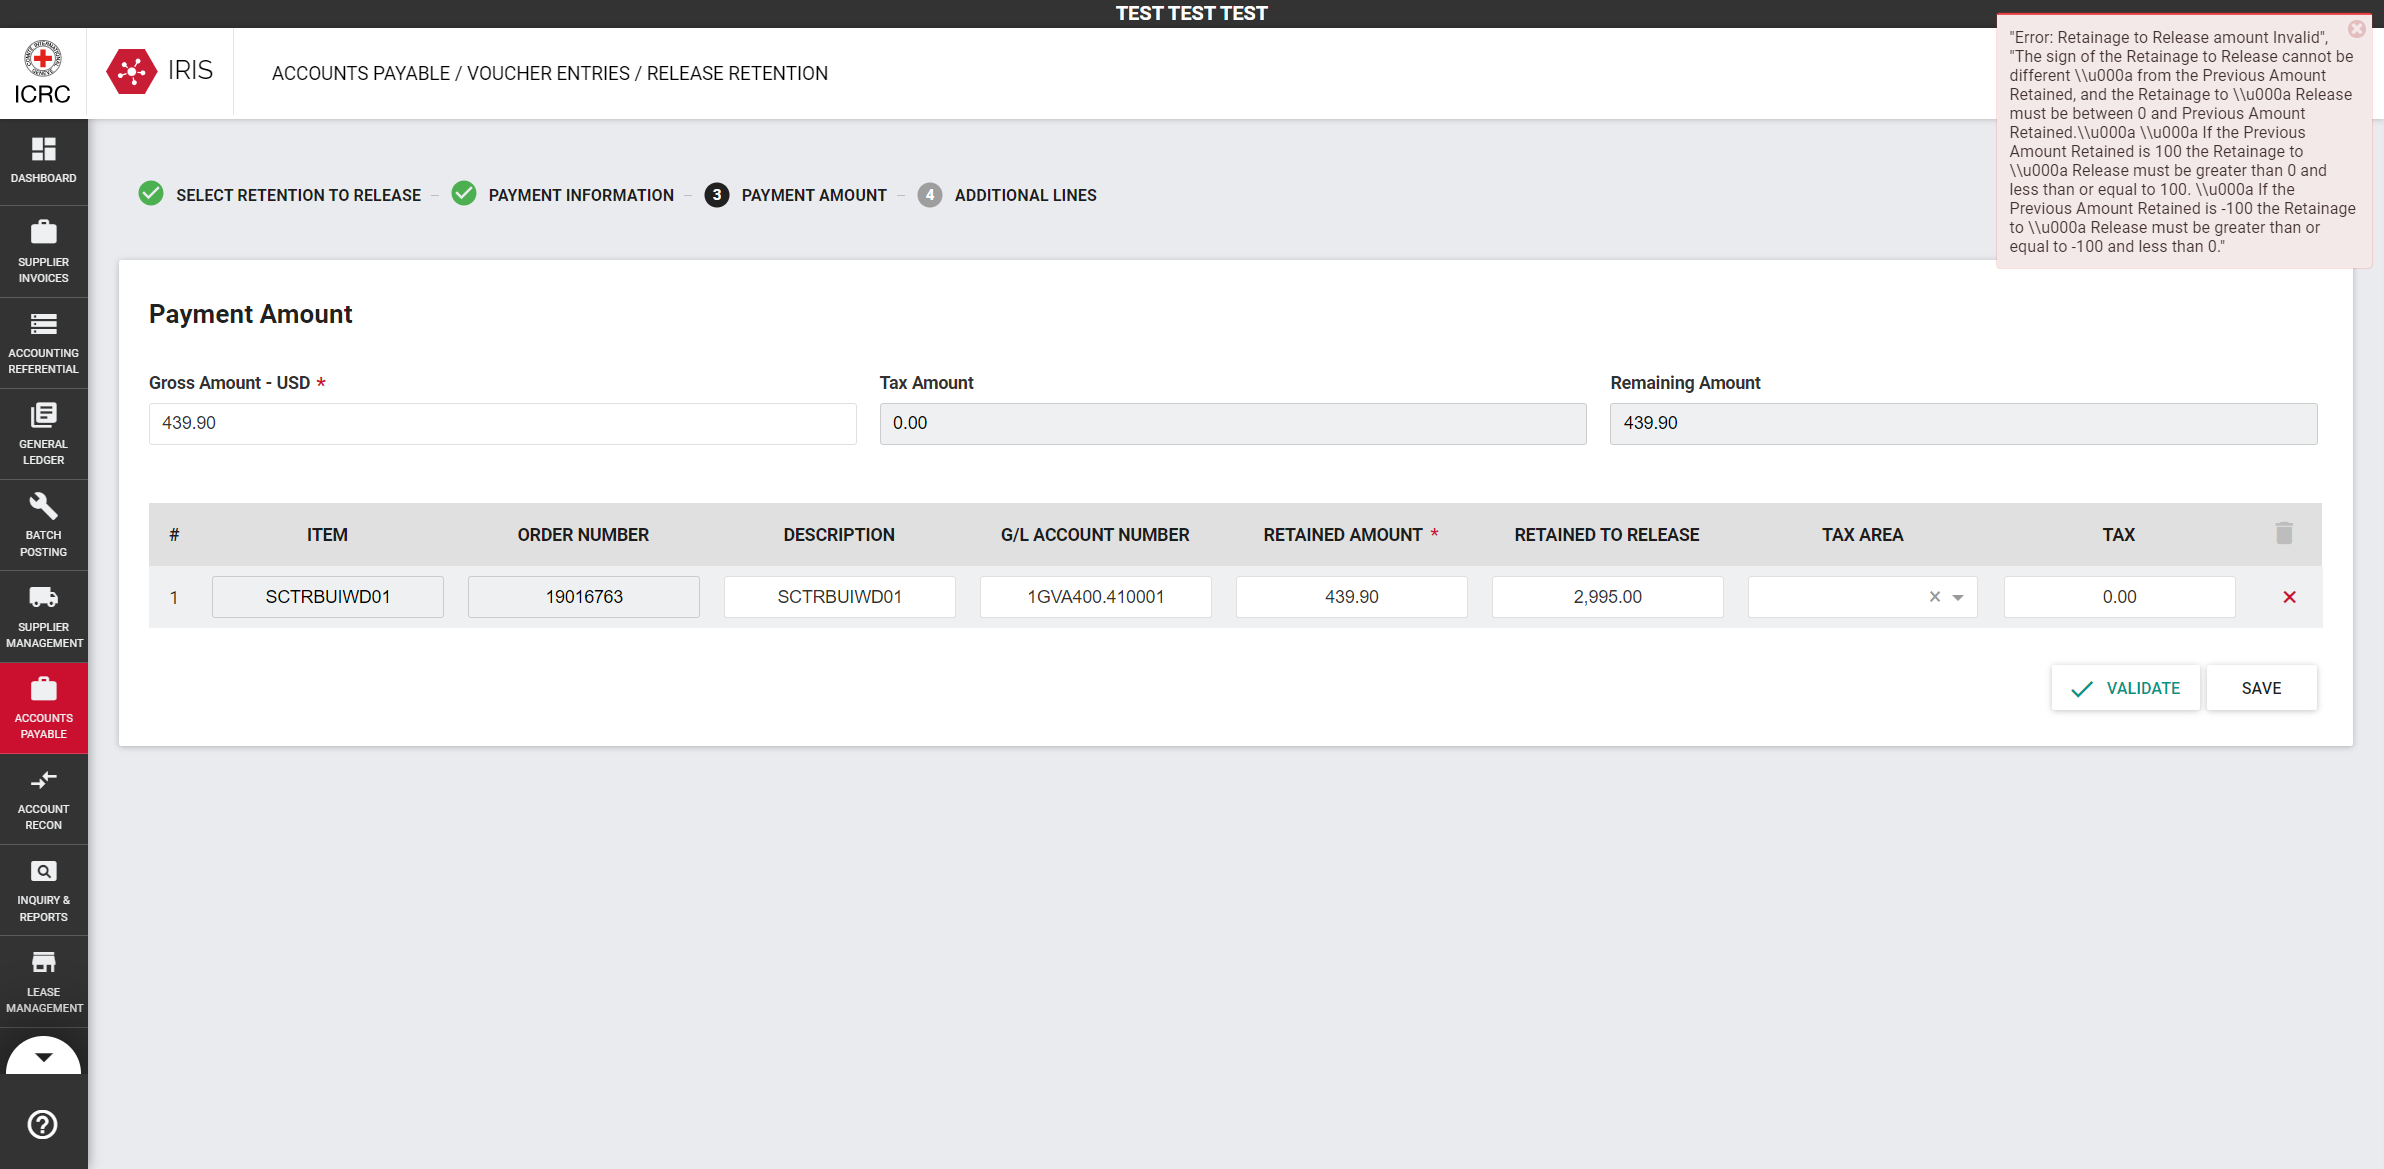 TEST TEST TEST
ICRC
IRIS
ACCOUNTS PAYABLE / VOUCHER ENTRIES / RELEASE RETENTION
"Error: Retainage to Release amount Invalid",
"The sign of the Retainage to Release cannot be
different \\u000a from the Previous Amount
Retained, and the Retainage to \\u000a Release
must be between 0 and Previous Amount
Retained.\\u000a \\u000a If the Previous
Amount Retained is 100 the Retainage to
\\u000a Release must be greater than 0 and
less than or equal to 100. \\u000a If the
Previous Amount Retained is -100 the Retainage
to \\u000a Release must be greater than or
equal to -100 and less than 0."
DASHBOARD
SUPPLIER
INVOICES
ACCOUNTING
REFERENTIAL
GENERAL
LEDGER
BATCH
POSTING
SUPPLIER
MANAGEMENT
ACCOUNTS
PAYABLE
ACCOUNT
RECON
INQUIRY &
REPORTS
LEASE
MANAGEMENT
SELECT RETENTION TO RELEASE – PAYMENT INFORMATION – 3 PAYMENT AMOUNT – 4 ADDITIONAL LINES
Payment Amount
Gross Amount - USD * Tax Amount Remaining Amount
439.90 0.00 439.90
# ITEM ORDER NUMBER DESCRIPTION G/L ACCOUNT NUMBER RETAINED AMOUNT * RETAINED TO RELEASE TAX AREA TAX
1 SCTRBUIWD01 19016763 SCTRBUIWD01 1GVA400.410001 439.90 2,995.00 0.00
VALIDATE SAVE